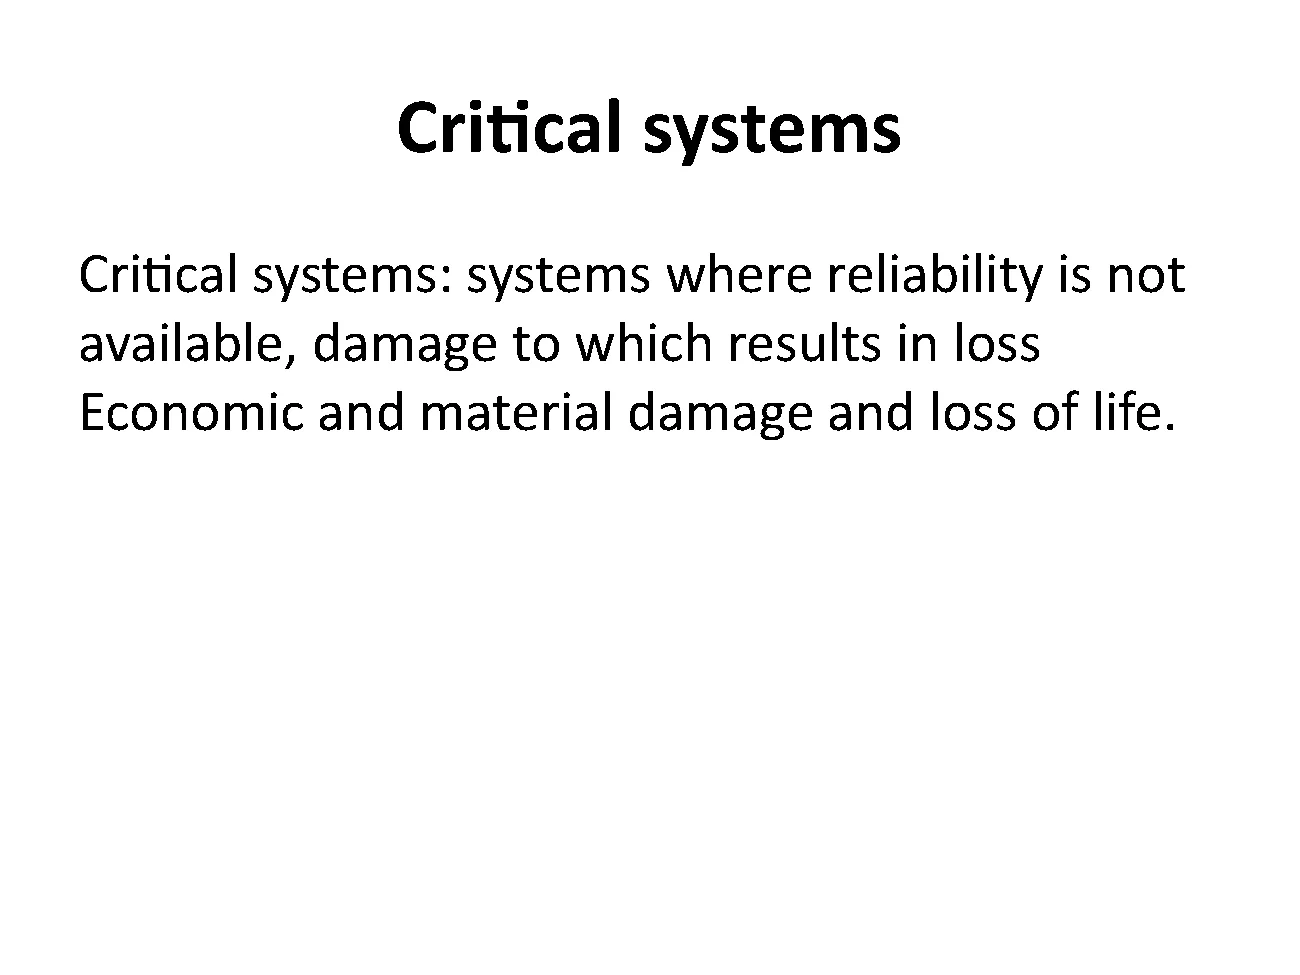 Critical systems
Critical systems: systems where reliability is not
available, damage to which results in loss
Economic and material damage and loss of life.